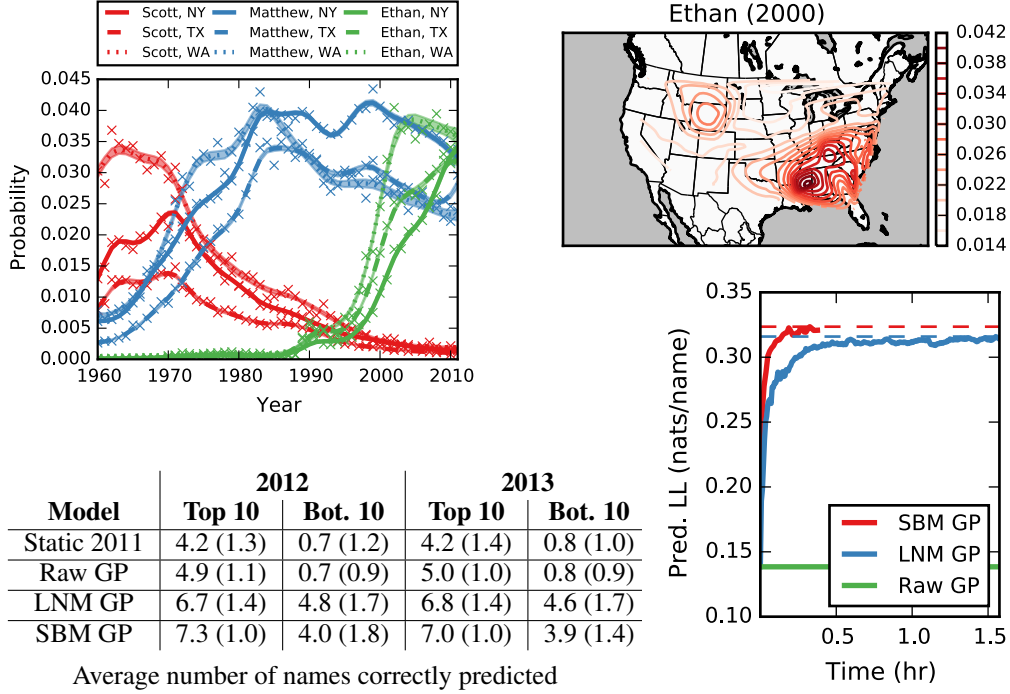 Scott, NY Matthew, NY Ethan, NY
Scott, TX Matthew, TX Ethan, TX
Scott, WA Matthew, WA Ethan, WA
0.045
0.040
0.035
0.030
0.025
0.020
0.015
0.010
0.005
0.000
Probability
1960 1970 1980 1990 2000 2010
Year
Ethan (2000)
0.042
0.034
0.030
0.026
0.022
0.018
0.014
0.35
0.30
0.25
0.20
0.15
0.10
Pred. LL (nats/name)
SBM GP
LNM GP
Raw GP
0.5 1.0 1.5
Time (hr)
2012 2013
Model Top 10 Bot. 10 Top 10 Bot. 10
Static 2011 4.2 (1.3) 0.7 (1.2) 4.2 (1.4) 0.8 (1.0)
Raw GP 4.9 (1.1) 0.7 (0.9) 5.0 (1.0) 0.8 (0.9)
LNM GP 6.7 (1.4) 4.8 (1.7) 6.8 (1.4) 4.6 (1.7)
SBM GP 7.3 (1.0) 4.0 (1.8) 7.0 (1.0) 3.9 (1.4)
Average number of names correctly predicted